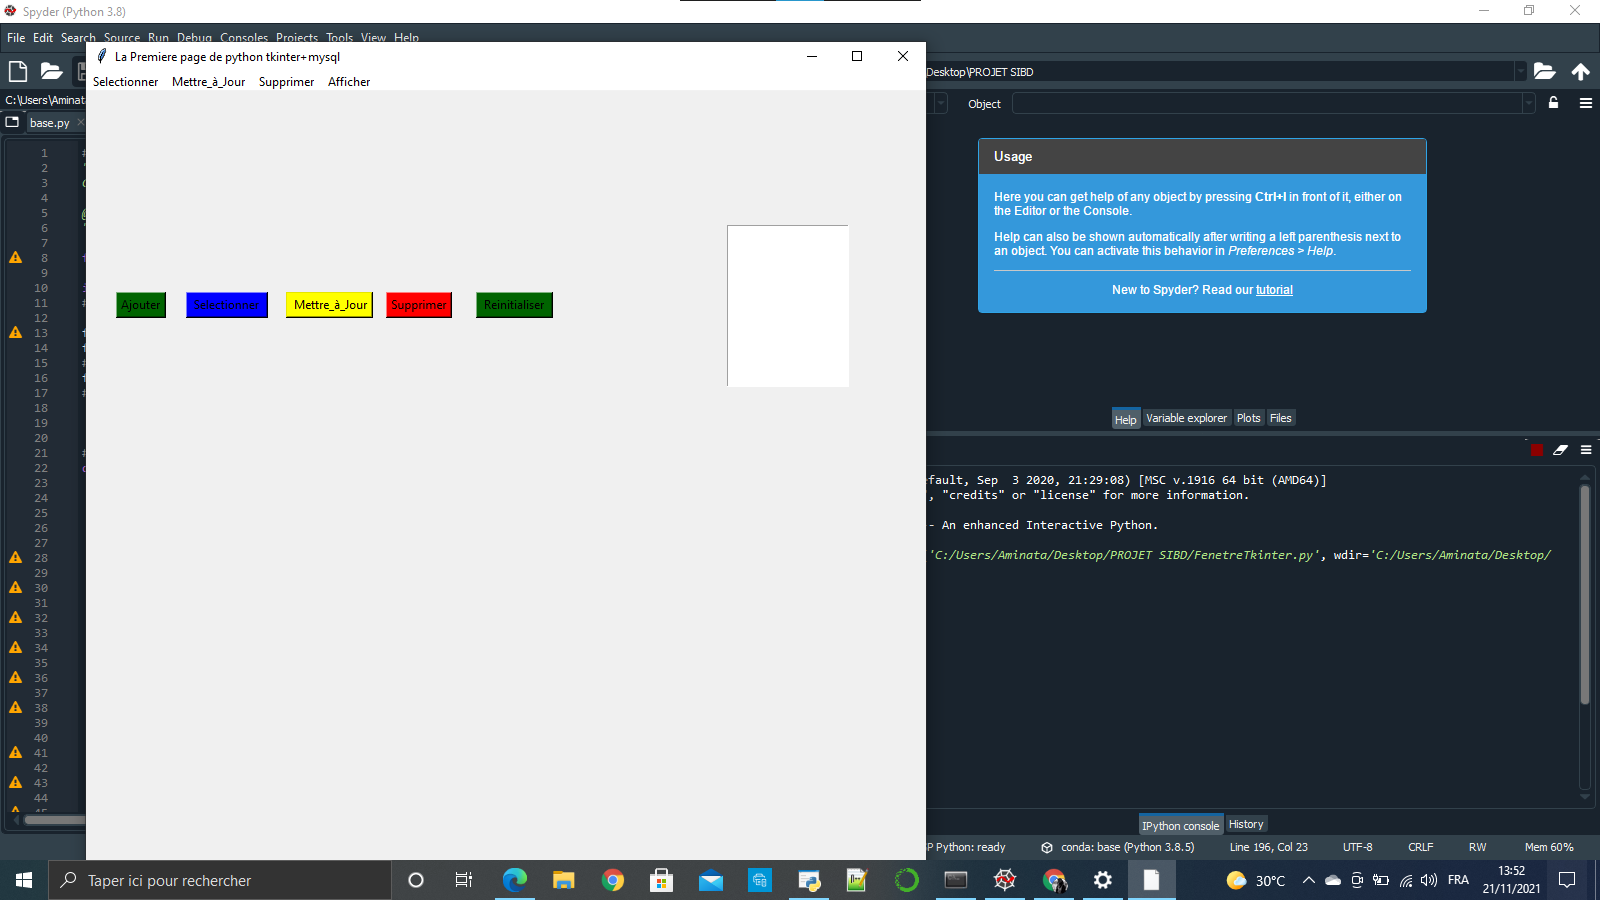 Spyder (Python 3.8)
File Edit Search Source Run Debug Consoles Projects Tools View Help
La Premiere page de python tkinter+mysql
Selectionner Mettre_à_Jour Supprimer Afficher
Desktop\PROJET SIBD
C:\Users\Aminata
Object
base.py
Usage
Here you can get help of any object by pressing Ctrl+I in front of it, either on
the Editor or the Console.
Help can also be shown automatically after writing a left parenthesis next to
an object. You can activate this behavior in Preferences > Help.
New to Spyder? Read our tutorial
1
2
3
4
5
6
7
8
9
10
11
12
13
14
15
16
17
18
19
20
21
22
23
24
25
26
27
28
29
30
31
32
33
34
35
36
37
38
39
40
41
42
43
44
45
Ajouter Selectionner Mettre_à_Jour Supprimer Reinitialiser
Help Variable explorer Plots Files
efault, Sep 3 2020, 21:29:08) [MSC v.1916 64 bit (AMD64)]
, "credits" or "license" for more information.
- An enhanced Interactive Python.
'C:/Users/Aminata/Desktop/PROJET SIBD/FenetreTkinter.py', wdir='C:/Users/Aminata/Desktop/
IPython console History
P Python: ready conda: base (Python 3.8.5) Line 196, Col 23 UTF-8 CRLF RW Mem 60%
Taper ici pour rechercher
30°C FRA 13:52
21/11/2021